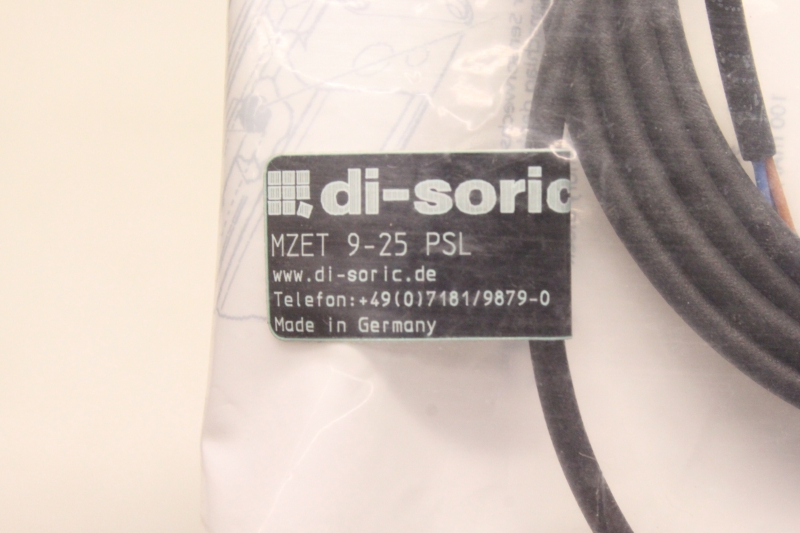 di-soric
MZET 9-25 PSL
www.di-soric.de
Telefon:+49(0)7181/9879-0
Made in Germany